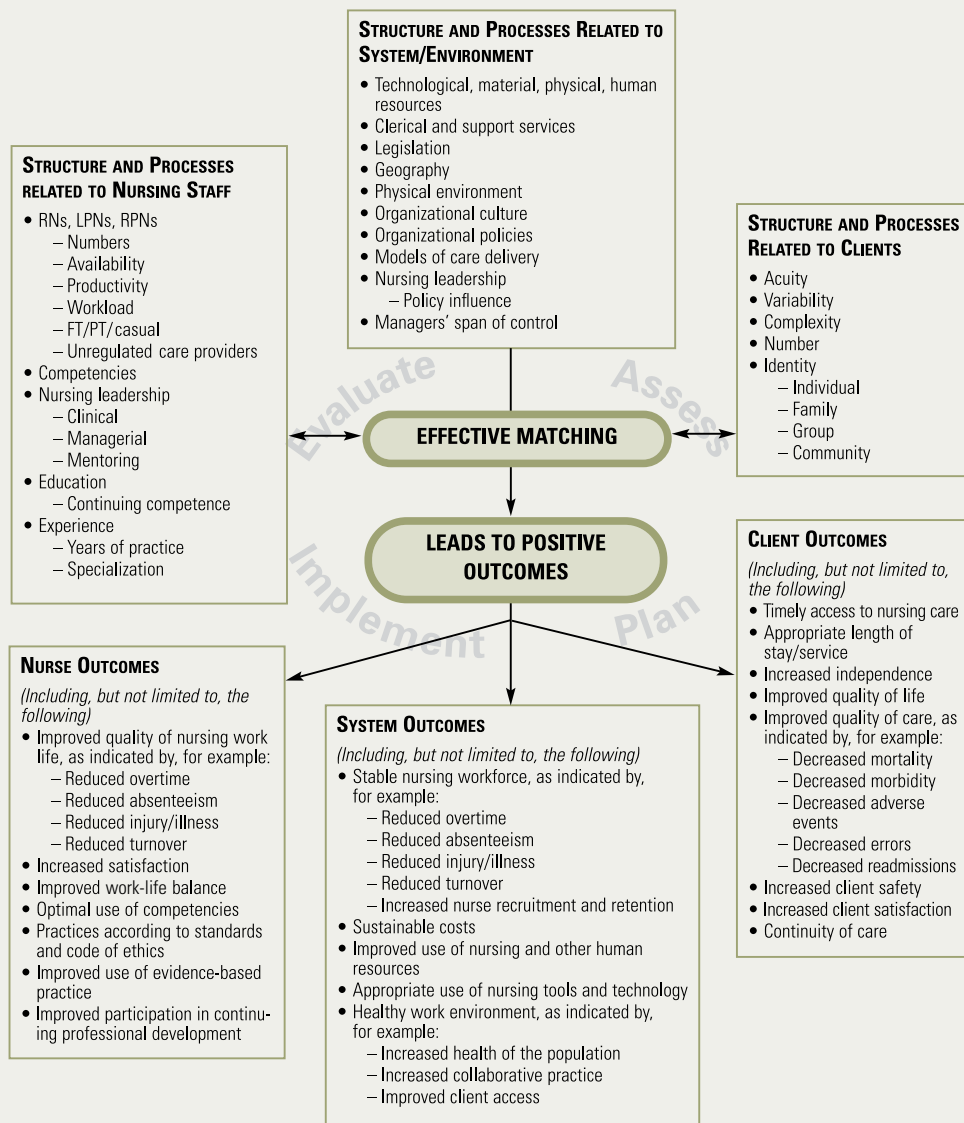 STRUCTURE AND PROCESSES RELATED TO
SYSTEM/ENVIRONMENT
• Technological, material, physical, human
resources
• Clerical and support services
• Legislation
• Geography
• Physical environment
• Organizational culture
• Organizational policies
• Models of care delivery
• Nursing leadership
– Policy influence
• Managers' span of control
STRUCTURE AND PROCESSES
RELATED TO NURSING STAFF
• RNs, LPNs, RPNs
– Numbers
– Availability
– Productivity
– Workload
– FT/PT/casual
– Unregulated care providers
• Competencies
• Nursing leadership
– Clinical
– Managerial
– Mentoring
• Education
– Continuing competence
• Experience
– Years of practice
– Specialization
STRUCTURE AND PROCESSES
RELATED TO CLIENTS
• Acuity
• Variability
• Complexity
• Number
• Identity
– Individual
– Family
– Group
– Community
Evaluate
Assess
EFFECTIVE MATCHING
LEADS TO POSITIVE
OUTCOMES
Implement
Plan
NURSE OUTCOMES
(Including, but not limited to, the
following)
• Improved quality of nursing work
life, as indicated by, for example:
– Reduced overtime
– Reduced absenteeism
– Reduced injury/illness
– Reduced turnover
• Increased satisfaction
• Improved work-life balance
• Optimal use of competencies
• Practices according to standards
and code of ethics
• Improved use of evidence-based
practice
• Improved participation in continu-
ing professional development
SYSTEM OUTCOMES
(Including, but not limited to, the following)
• Stable nursing workforce, as indicated by,
for example:
– Reduced overtime
– Reduced absenteeism
– Reduced injury/illness
– Reduced turnover
– Increased nurse recruitment and retention
• Sustainable costs
• Improved use of nursing and other human
resources
• Appropriate use of nursing tools and technology
• Healthy work environment, as indicated by,
for example:
– Increased health of the population
– Increased collaborative practice
– Improved client access
CLIENT OUTCOMES
(Including, but not limited to,
the following)
• Timely access to nursing care
• Appropriate length of
stay/service
• Increased independence
• Improved quality of life
• Improved quality of care, as
indicated by, for example:
– Decreased mortality
– Decreased morbidity
– Decreased adverse
events
– Decreased errors
– Decreased readmissions
• Increased client safety
• Increased client satisfaction
• Continuity of care